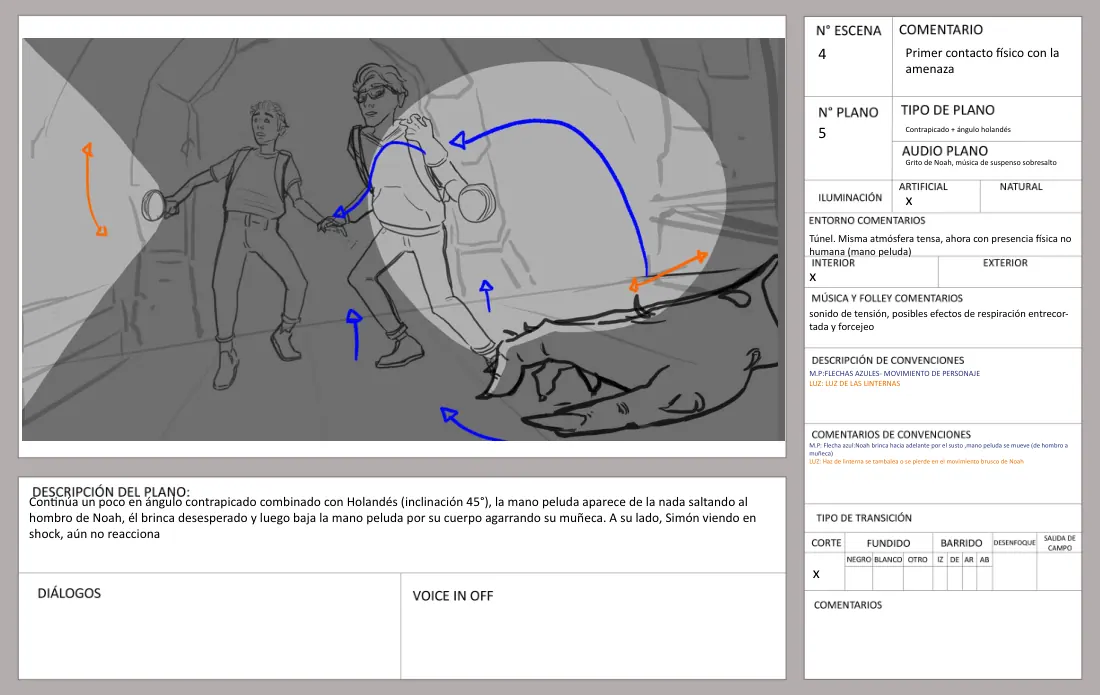 N° ESCENA
4
COMENTARIO
Primer contacto físico con la
amenaza
N° PLANO
5
TIPO DE PLANO
Contrapicado + ángulo holandés
AUDIO PLANO
Grito de Noah, música de suspenso sobresalto
ILUMINACIÓN
ARTIFICIAL
X
NATURAL
ENTORNO COMENTARIOS
Túnel. Misma atmósfera tensa, ahora con presencia física no
humana (mano peluda)
INTERIOR
X
EXTERIOR
MÚSICA Y FOLLEY COMENTARIOS
sonido de tensión, posibles efectos de respiración entrecor-
tada y forcejeo
DESCRIPCIÓN DE CONVENCIONES
M.P:FLECHAS AZULES- MOVIMIENTO DE PERSONAJE
LUZ: LUZ DE LAS LINTERNAS
COMENTARIOS DE CONVENCIONES
M.P: Flecha azul:Noah brinca hacia adelante por el susto ,mano peluda se mueve (de hombro a
muñeca)
LUZ: Haz de linterna se tambalea o se pierde en el movimiento brusco de Noah
TIPO DE TRANSICIÓN
CORTE
FUNDIDO
BARRIDO
DESENFOQUE
SALIDA DE
CAMPO
NEGRO
BLANCO
OTRO
IZ
DE
AR
AB
X
COMENTARIOS
DESCRIPCIÓN DEL PLANO:
Continúa un poco en ángulo contrapicado combinado con Holandés (inclinación 45°), la mano peluda aparece de la nada saltando al
hombro de Noah, él brinca desesperado y luego baja la mano peluda por su cuerpo agarrando su muñeca. A su lado, Simón viendo en
shock, aún no reacciona
DIÁLOGOS
VOICE IN OFF